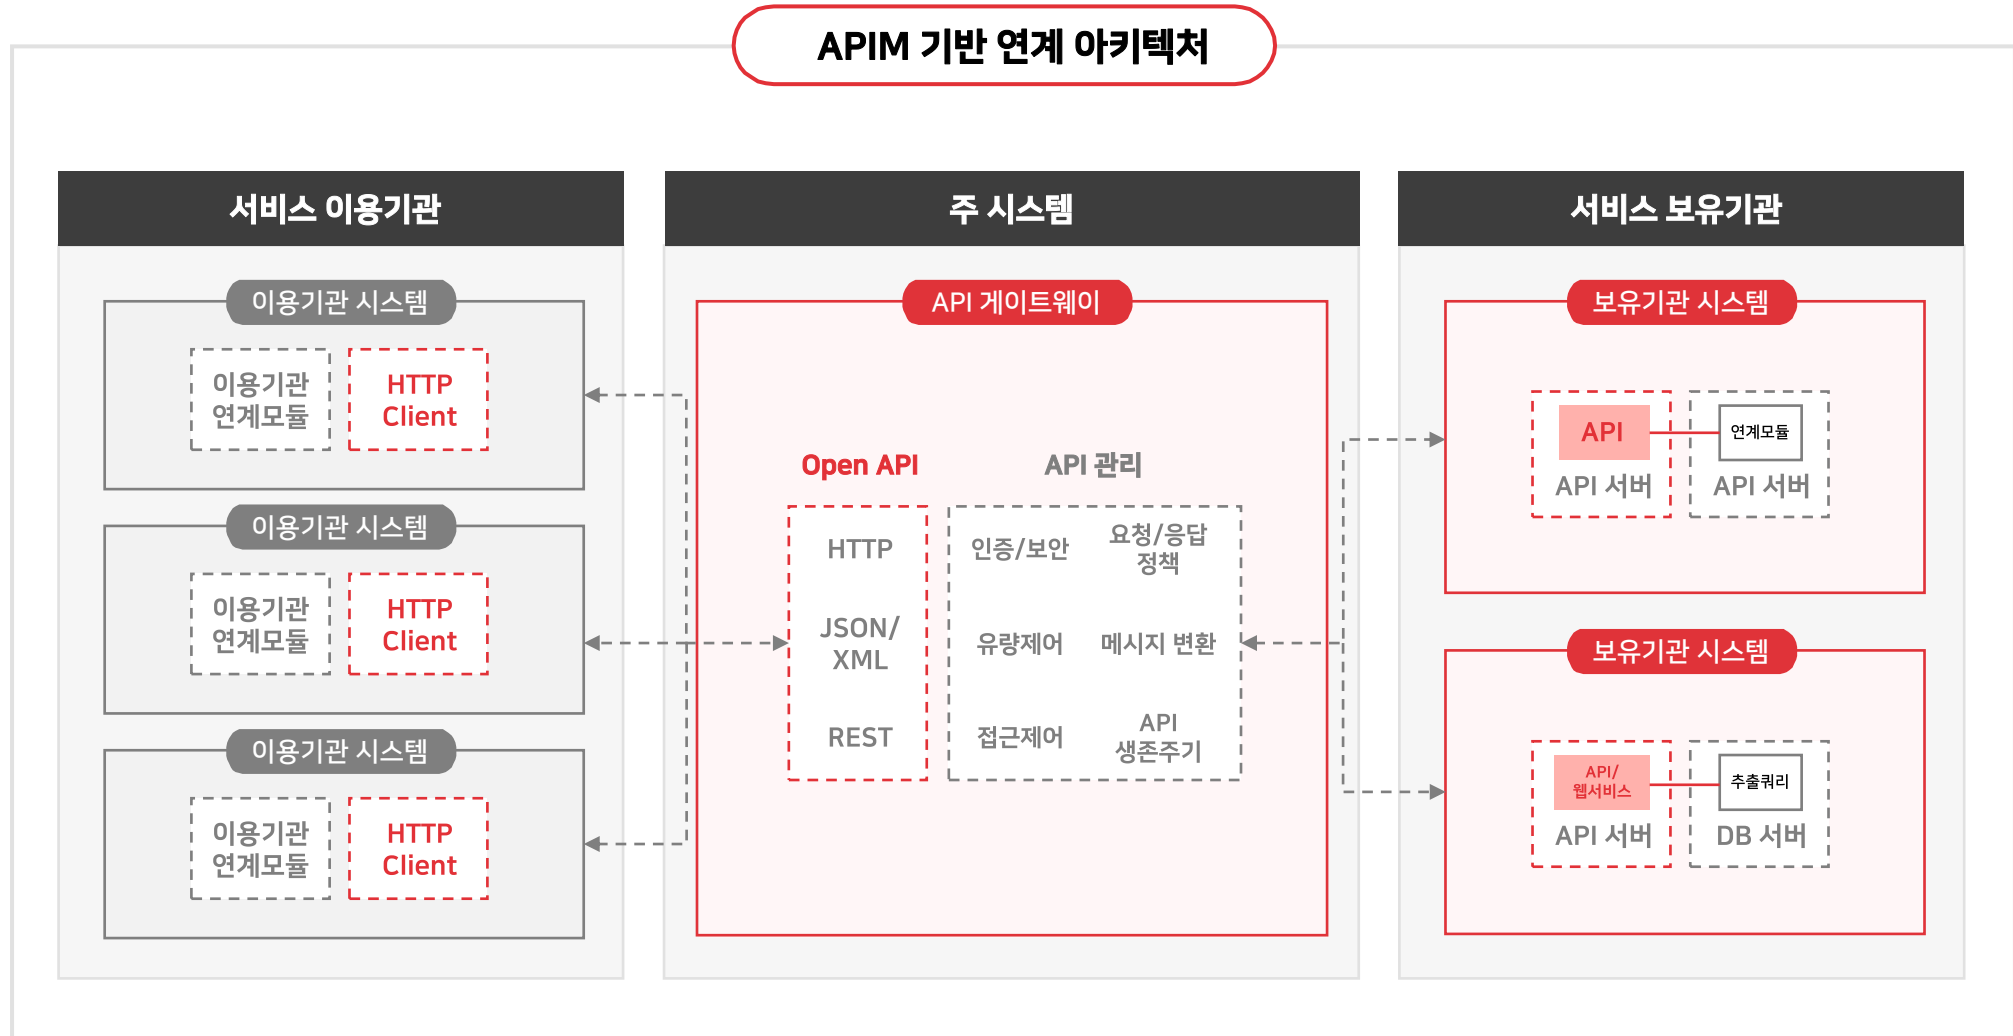 APIM 기반 연계 아키텍처
서비스 이용기관
이용기관 시스템
이용기관
연계모듈
HTTP
Client
이용기관 시스템
이용기관
연계모듈
HTTP
Client
이용기관 시스템
이용기관
연계모듈
HTTP
Client
주 시스템
API 게이트웨이
Open API
HTTP
JSON/
XML
REST
API 관리
인증/보안
요청/응답
정책
유량제어
메시지 변환
접근제어
API
생존주기
서비스 보유기관
보유기관 시스템
API
API 서버
연계모듈
API 서버
보유기관 시스템
API/
웹서비스
API 서버
추출쿼리
DB 서버